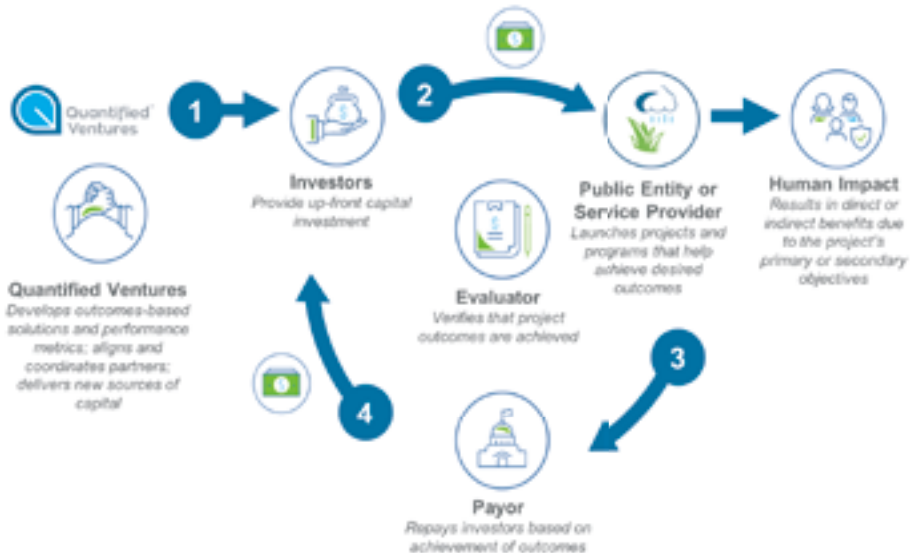 Quantified
Ventures
1
2
Investors
Provide up-front capital
investment
Public Entity or
Service Provider
Launches projects and
programs that help
achieve desired
outcomes
Human Impact
Results in direct or
indirect benefits due
to the project's
primary or secondary
objectives
Quantified Ventures
Develops outcomes-based
solutions and performance
metrics; aligns and
coordinates partners;
delivers new sources of
capital
Evaluator
Verifies that project
outcomes are achieved
3
4
Payor
Repays investors based on
achievement of outcomes